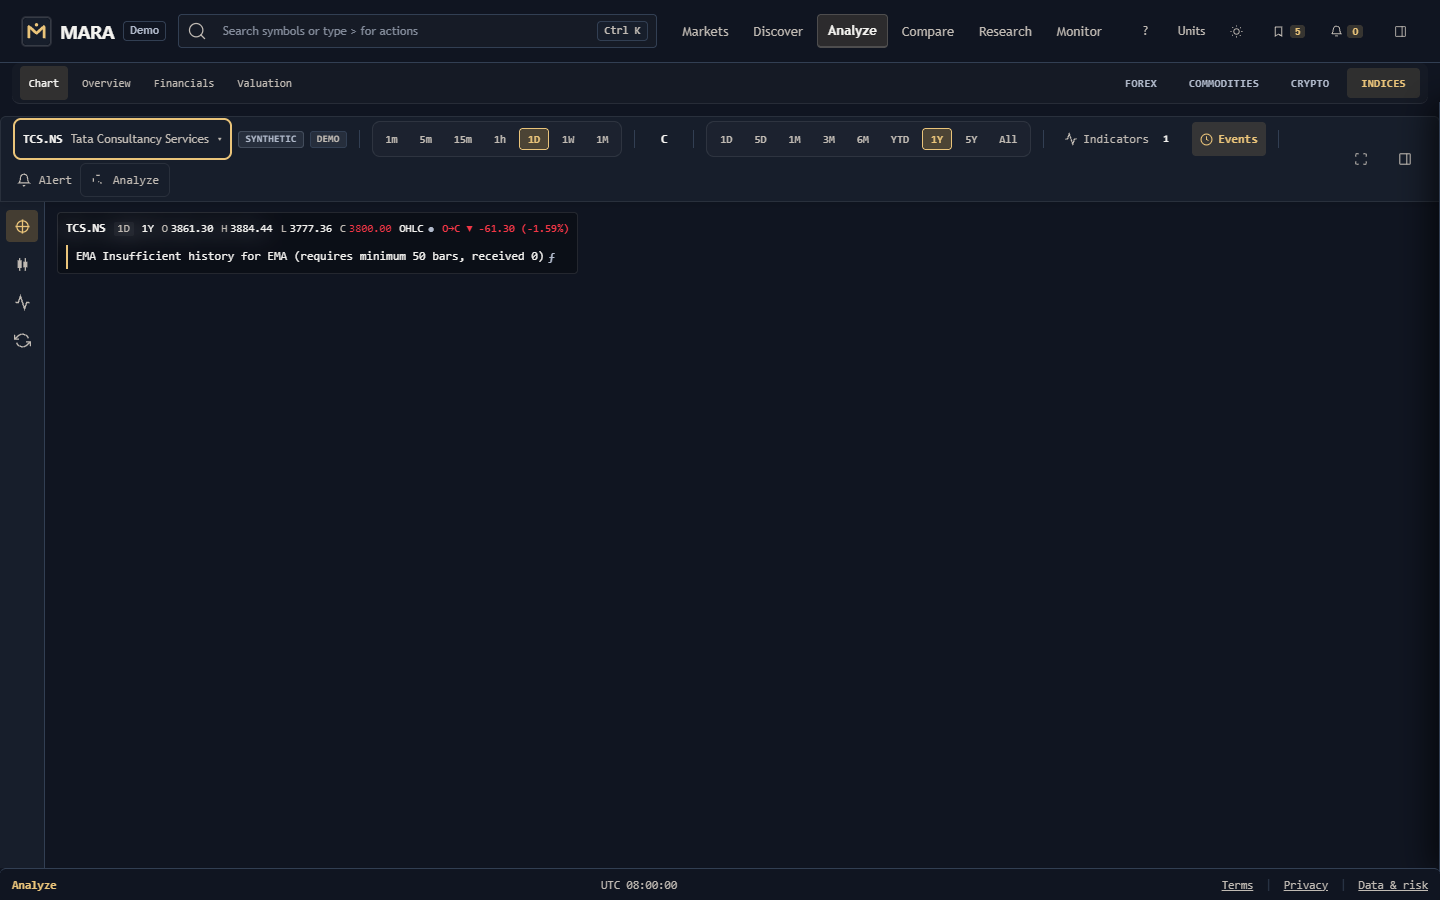 MARA Demo Search symbols or type > for actions Ctrl K Markets Discover Analyze Compare Research Monitor ? Units 5 0
Chart Overview Financials Valuation FOREX COMMODITIES CRYPTO INDICES
TCS.NS Tata Consultancy Services SYNTHETIC DEMO 1m 5m 15m 1h 1D 1W 1M C 1D 5D 1M 3M 6M YTD 1Y 5Y All Indicators 1 Events
Alert Analyze
TCS.NS 1D 1Y O 3861.30 H 3884.44 L 3777.36 C 3800.00 OHLC ● O→C ▼ -61.30 (-1.59%)
EMA Insufficient history for EMA (requires minimum 50 bars, received 0)
Analyze UTC 08:00:00 Terms Privacy Data & risk